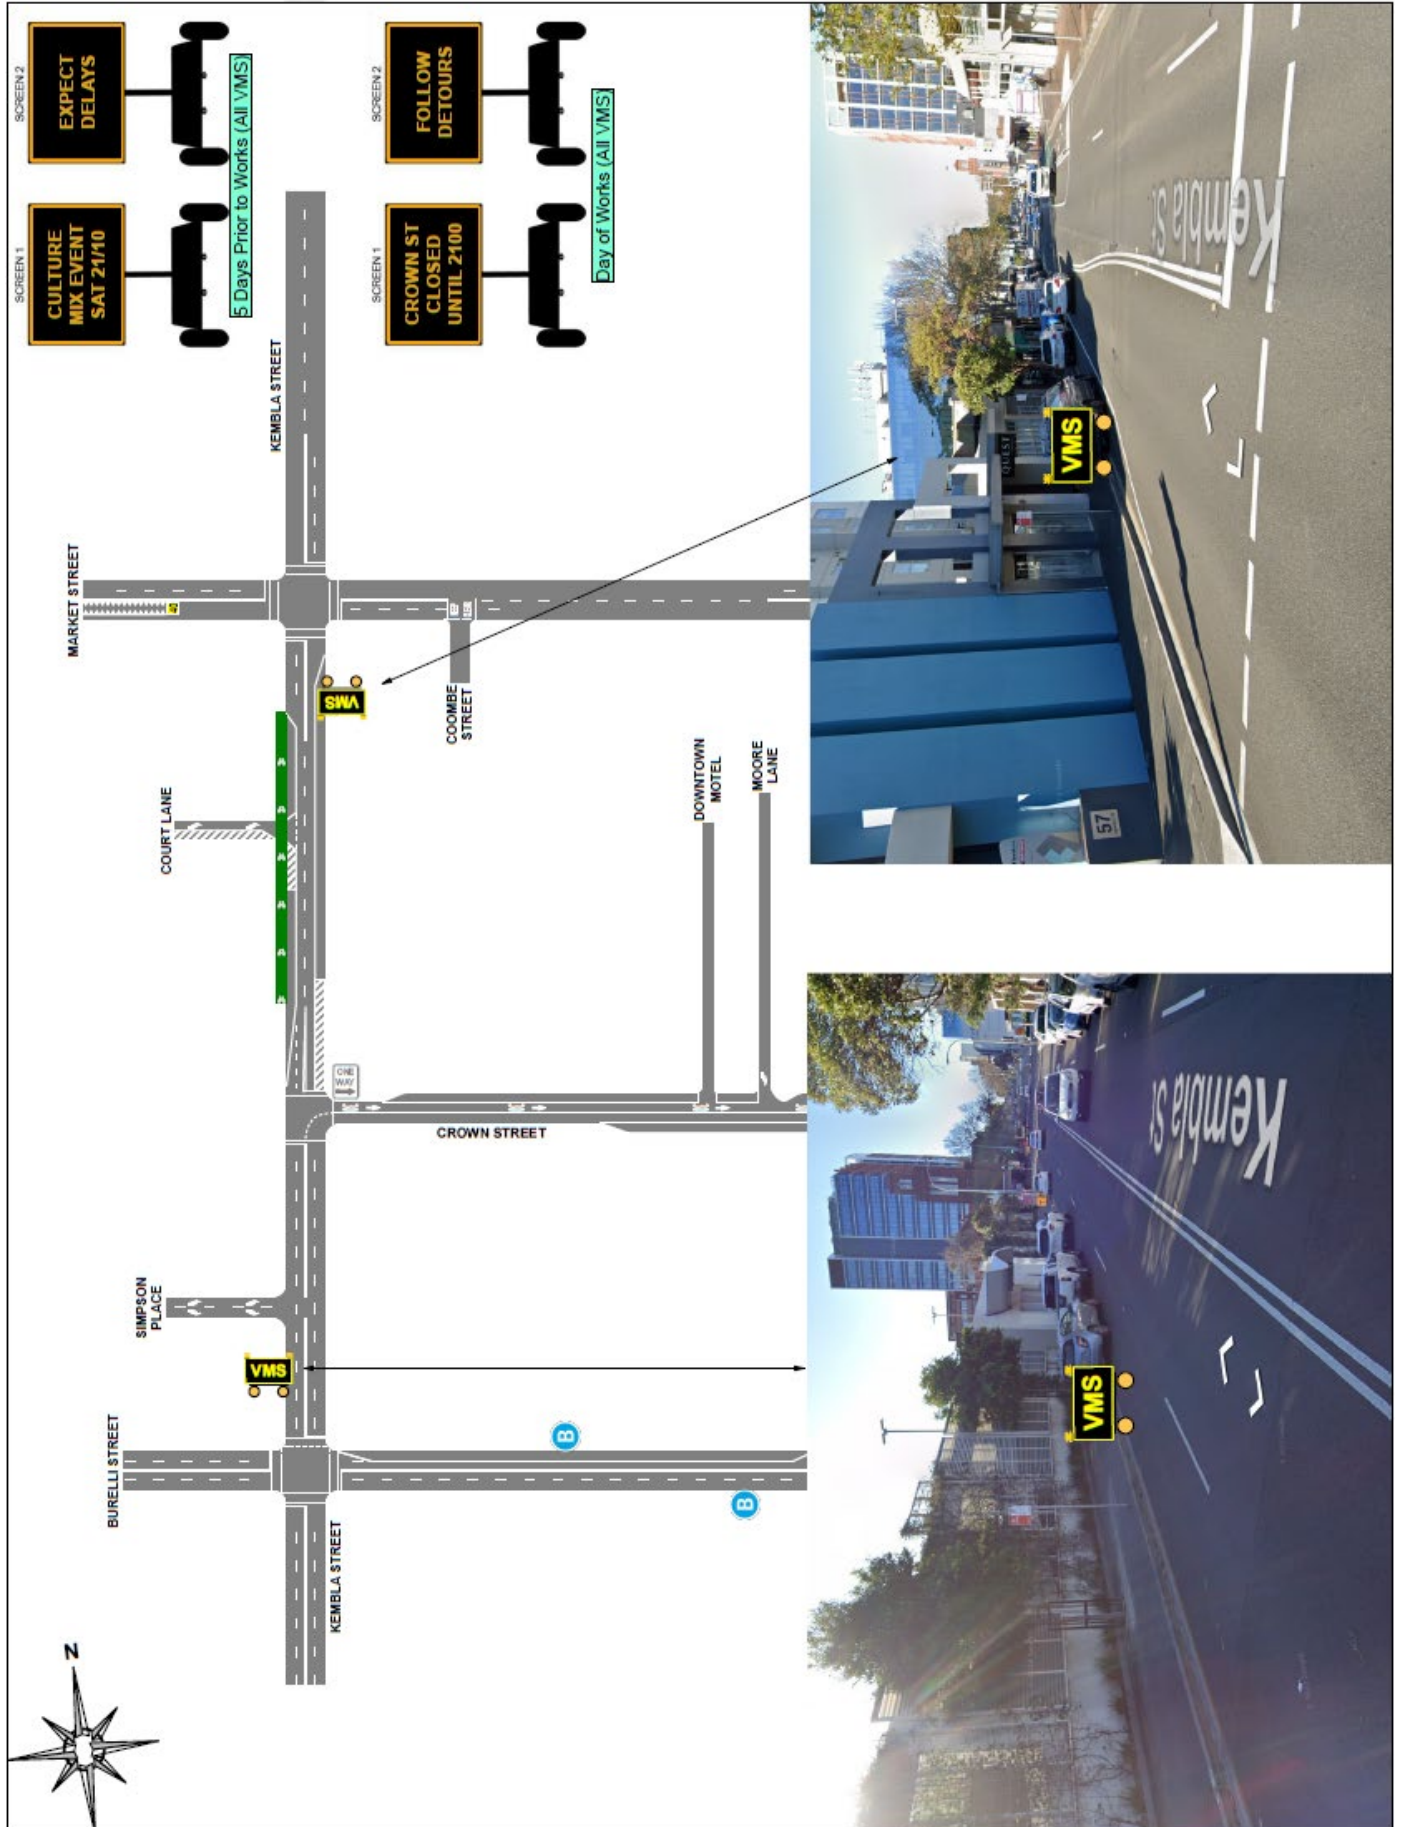 SCREEN 1
CULTURE
MIX EVENT
SAT 21/10
SCREEN 2
EXPECT
DELAYS
5 Days Prior to Works (All VMS)
SCREEN 1
CROWN ST
CLOSED
UNTIL 2100
SCREEN 2
FOLLOW
DETOURS
Day of Works (All VMS)
N
BURELLI STREET
SIMPSON
PLACE
COURT LANE
MARKET STREET
40
KEMBLA STREET
VMS
VMS
KEMBLA STREET
ONE
WAY
CROWN STREET
COOMBE
STREET
DOWNTOWN
MOTEL
MOORE
LANE
B
B
VMS
Kembla St
57
QUEST
VMS
Kembla St